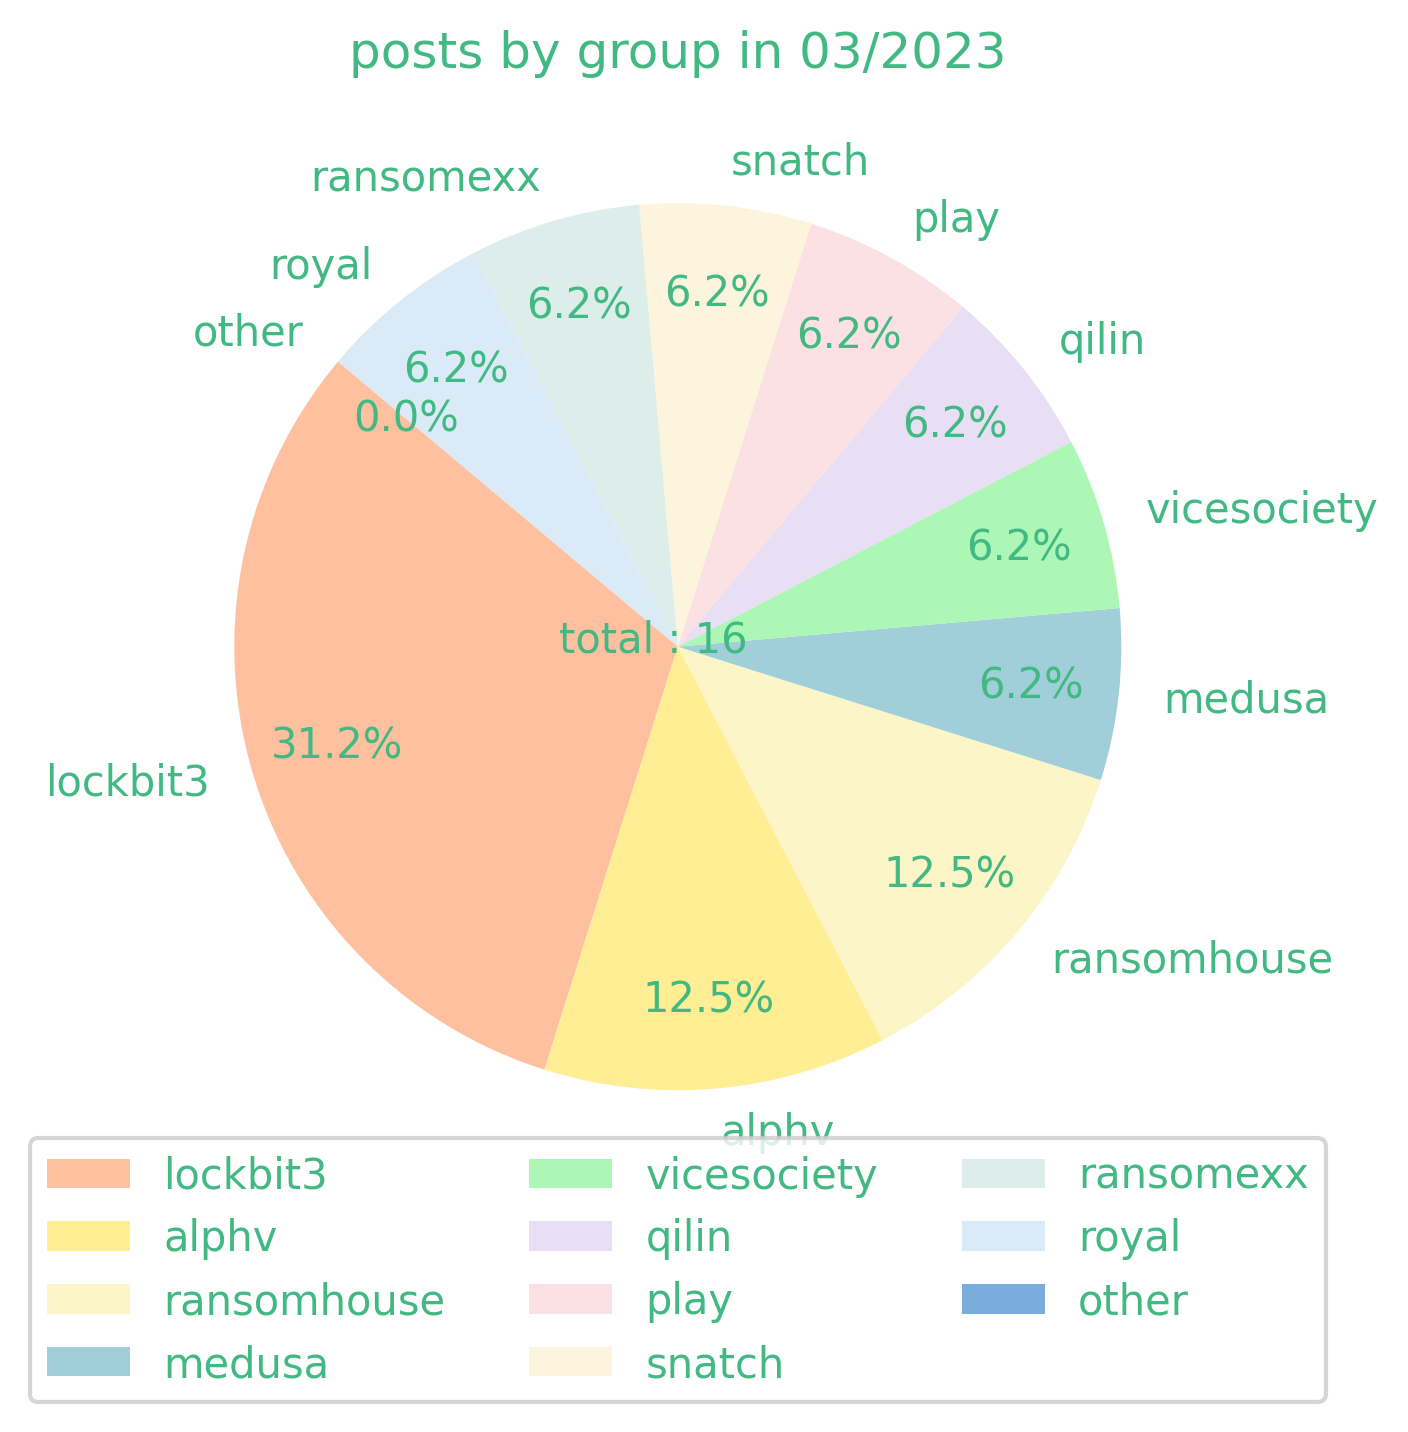 posts by group in 03/2023
snatch
ransomexx
play
royal
6.2%
6.2%
other
6.2%
qilin
6.2%
0.0%
6.2%
vicesociety
6.2%
total : 16
6.2%
medusa
31.2%
lockbit3
12.5%
ransomhouse
12.5%
alphv
lockbit3
alphv
ransomhouse
medusa
vicesociety
qilin
play
snatch
ransomexx
royal
other